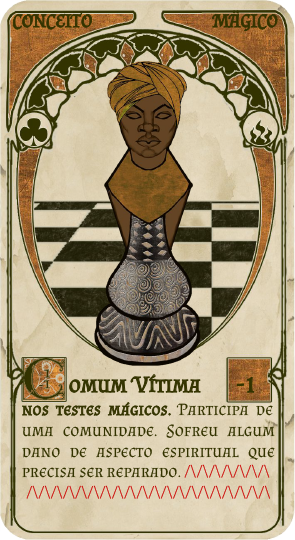 CONCEITO MÁGICO
COMUM VÍTIMA -1
NOS TESTES MÁGICOS. PARTICIPA DE
UMA COMUNIDADE. SOFREU ALGUM
DANO DE ASPECTO ESPIRITUAL QUE
PRECISA SER REPARADO.